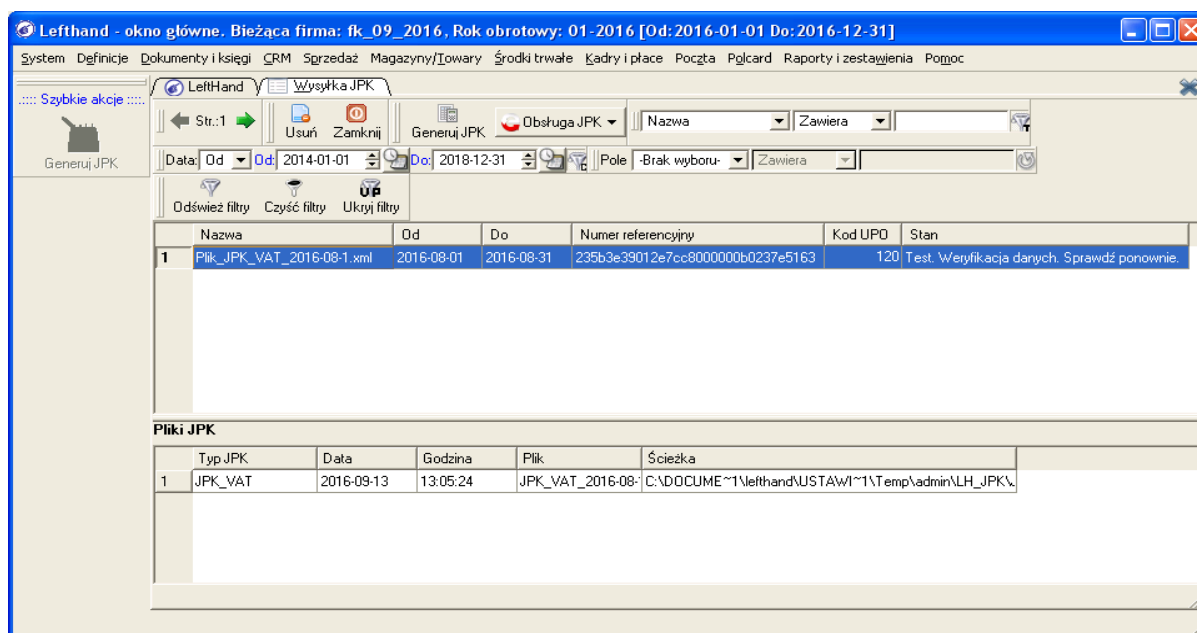 Lefthand - okno główne. Bieżąca firma: fk_09_2016, Rok obrotowy: 01-2016 [Od:2016-01-01 Do:2016-12-31]
System Definicje Dokumenty i księgi CRM Sprzedaż Magazyny/Towary Środki trwałe Kadry i płace Poczta Polcard Raporty i zestawienia Pomoc
::::: Szybkie akcje :::::
Generuj JPK
LeftHand Wysyłka JPK
Str.:1 Usuń Zamknij Generuj JPK Obsługa JPK Nazwa Zawiera
Data: Od Od: 2014-01-01 Do: 2018-12-31 Pole -Brak wyboru- Zawiera
Odśwież filtry Czyść filtry Ukryj filtry
Nazwa Od Do Numer referencyjny Kod UPO Stan
1 Plik_JPK_VAT_2016-08-1.xml 2016-08-01 2016-08-31 235b3e39012e7cc8000000b0237e5163 120 Test. Weryfikacja danych. Sprawdź ponownie.
Pliki JPK
Typ JPK Data Godzina Plik Ścieżka
1 JPK_VAT 2016-09-13 13:05:24 JPK_VAT_2016-08- C:\DOCUME~1\lefthand\USTAWI~1\Temp\admin\LH_JPK\